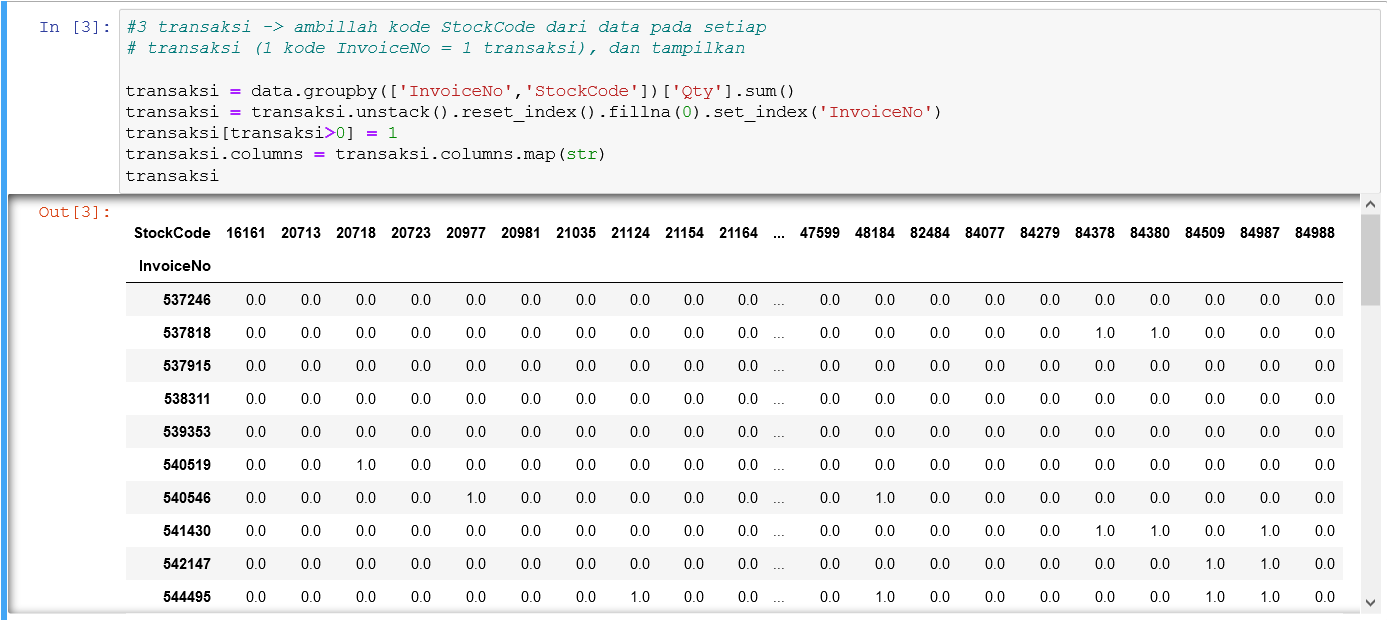 In [3]: #3 transaksi -> ambillah kode StockCode dari data pada setiap
# transaksi (1 kode InvoiceNo = 1 transaksi), dan tampilkan
transaksi = data.groupby(['InvoiceNo','StockCode'])['Qty'].sum()
transaksi = transaksi.unstack().reset_index().fillna(0).set_index('InvoiceNo')
transaksi[transaksi>0] = 1
transaksi.columns = transaksi.columns.map(str)
transaksi
Out[3]:
StockCode 16161 20713 20718 20723 20977 20981 21035 21124 21154 21164 ... 47599 48184 82484 84077 84279 84378 84380 84509 84987 84988
InvoiceNo
537246 0.0 0.0 0.0 0.0 0.0 0.0 0.0 0.0 0.0 0.0 ... 0.0 0.0 0.0 0.0 0.0 0.0 0.0 0.0 0.0 0.0
537818 0.0 0.0 0.0 0.0 0.0 0.0 0.0 0.0 0.0 0.0 ... 0.0 0.0 0.0 0.0 0.0 1.0 1.0 0.0 0.0 0.0
537915 0.0 0.0 0.0 0.0 0.0 0.0 0.0 0.0 0.0 0.0 ... 0.0 0.0 0.0 0.0 0.0 0.0 0.0 0.0 0.0 0.0
538311 0.0 0.0 0.0 0.0 0.0 0.0 0.0 0.0 0.0 0.0 ... 0.0 0.0 0.0 0.0 0.0 0.0 0.0 0.0 0.0 0.0
539353 0.0 0.0 0.0 0.0 0.0 0.0 0.0 0.0 0.0 0.0 ... 0.0 0.0 0.0 0.0 0.0 0.0 0.0 0.0 0.0 0.0
540519 0.0 0.0 1.0 0.0 0.0 0.0 0.0 0.0 0.0 0.0 ... 0.0 0.0 0.0 0.0 0.0 0.0 0.0 0.0 0.0 0.0
540546 0.0 0.0 0.0 0.0 1.0 0.0 0.0 0.0 0.0 0.0 ... 0.0 1.0 0.0 0.0 0.0 0.0 0.0 0.0 0.0 0.0
541430 0.0 0.0 0.0 0.0 0.0 0.0 0.0 0.0 0.0 0.0 ... 0.0 0.0 0.0 0.0 0.0 1.0 1.0 0.0 1.0 0.0
542147 0.0 0.0 0.0 0.0 0.0 0.0 0.0 0.0 0.0 0.0 ... 0.0 0.0 0.0 0.0 0.0 0.0 0.0 1.0 1.0 0.0
544495 0.0 0.0 0.0 0.0 0.0 0.0 0.0 1.0 0.0 0.0 ... 0.0 1.0 0.0 0.0 0.0 0.0 0.0 1.0 1.0 0.0